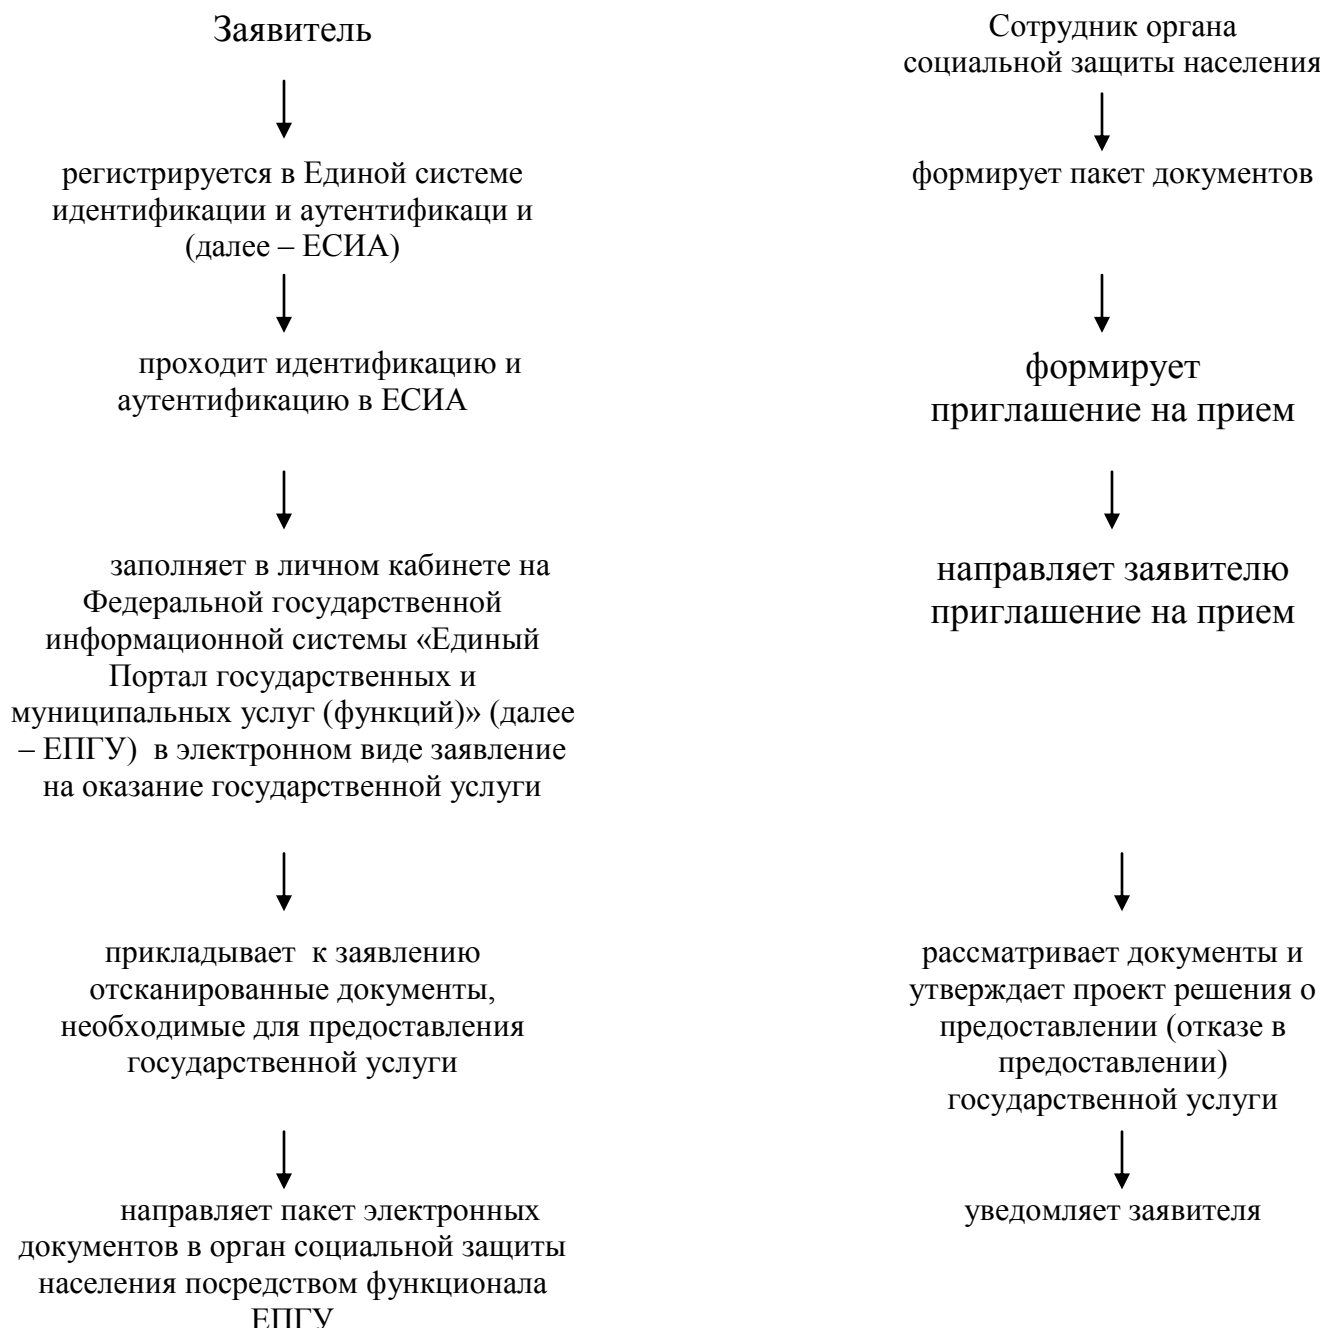 Заявитель
регистрируется в Единой системе
идентификации и аутентификаци и
(далее – ЕСИА)
проходит идентификацию и
аутентификацию в ЕСИА
заполняет в личном кабинете на
Федеральной государственной
информационной системы «Единый
Портал государственных и
муниципальных услуг (функций)» (далее
– ЕПГУ)  в электронном виде заявление
на оказание государственной услуги
прикладывает  к заявлению
отсканированные документы,
необходимые для предоставления
государственной услуги
направляет пакет электронных
документов в орган социальной защиты
населения посредством функционала
ЕПГУ
Сотрудник органа
социальной защиты населения
формирует пакет документов
формирует
приглашение на прием
направляет заявителю
приглашение на прием
рассматривает документы и
утверждает проект решения о
предоставлении (отказе в
предоставлении)
государственной услуги
уведомляет заявителя